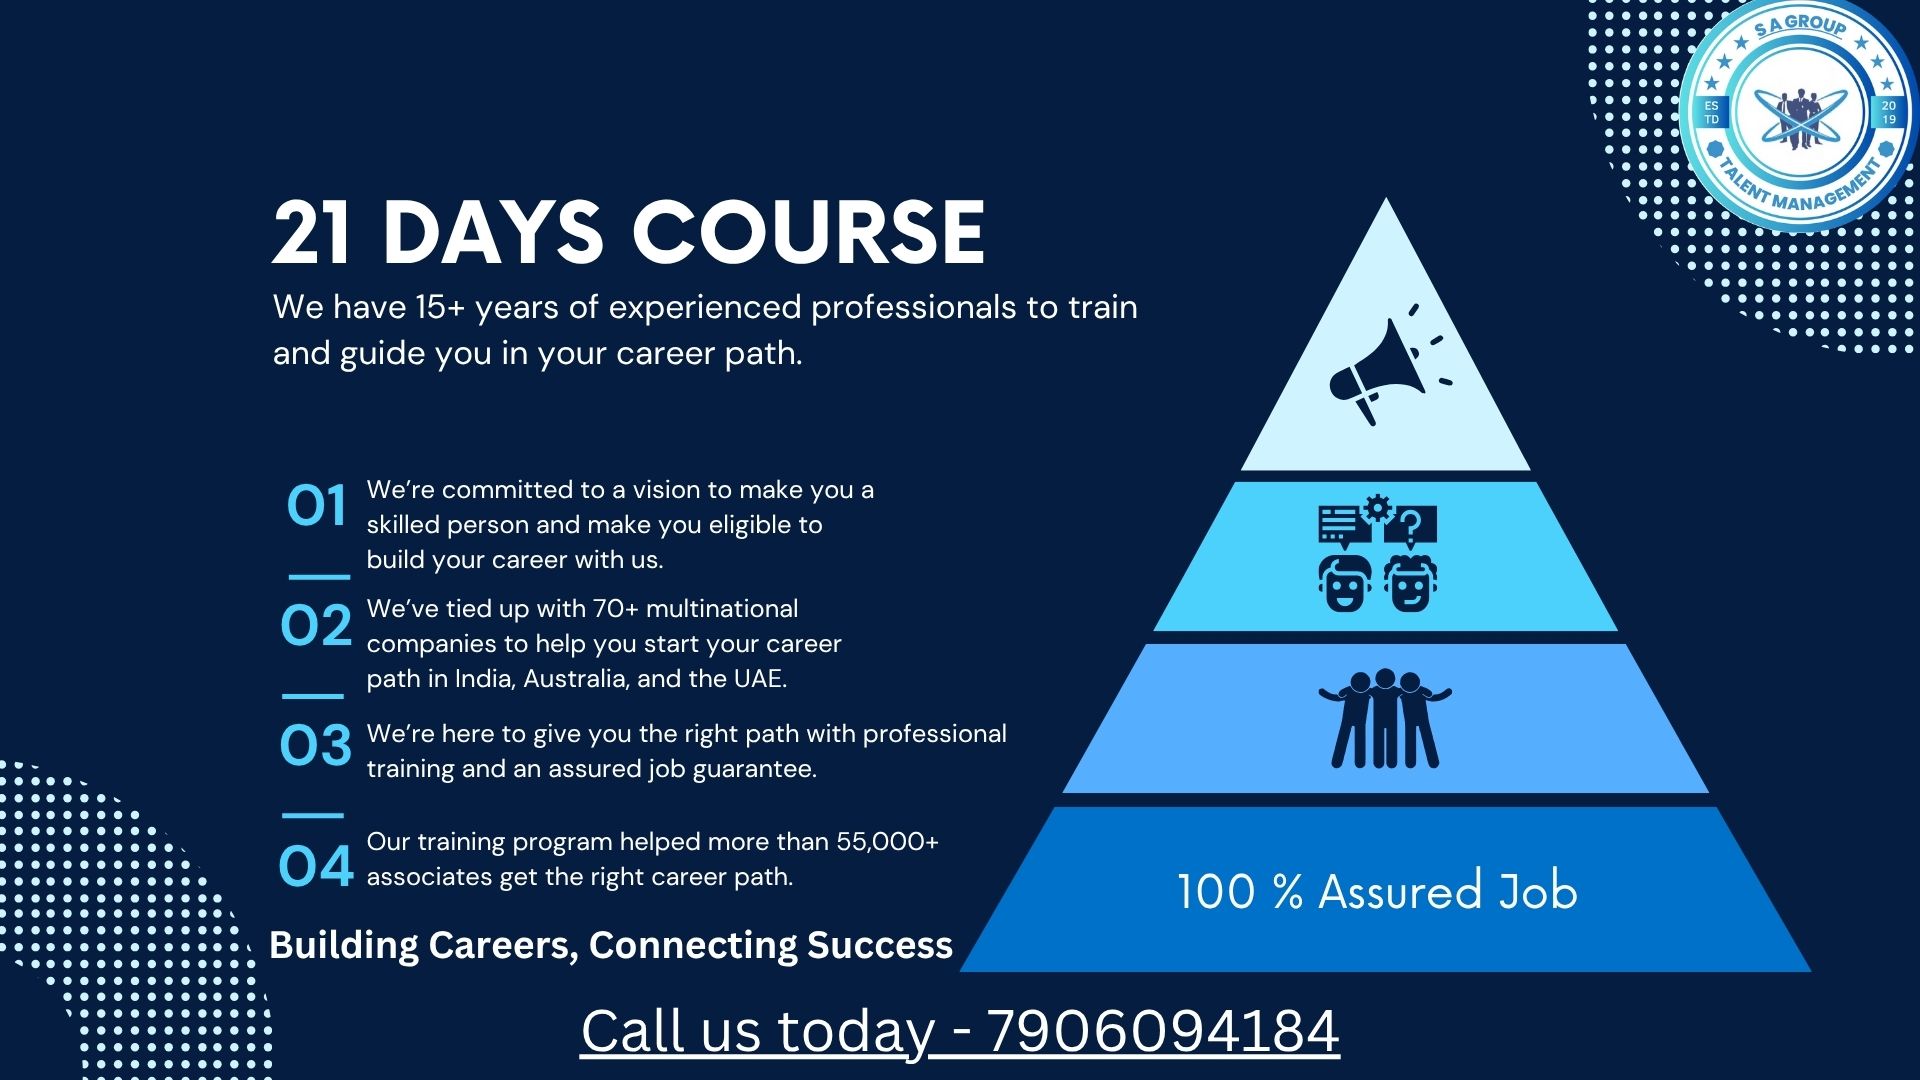 S A GROUP
ES
TD
20
19
TALENT MANAGEMENT
21 DAYS COURSE
We have 15+ years of experienced professionals to train
and guide you in your career path.
01
We’re committed to a vision to make you a
skilled person and make you eligible to
build your career with us.
02
We’ve tied up with 70+ multinational
companies to help you start your career
path in India, Australia, and the UAE.
03
We’re here to give you the right path with professional
training and an assured job guarantee.
04
Our training program helped more than 55,000+
associates get the right career path.
?
100 % Assured Job
Building Careers, Connecting Success
Call us today - 7906094184